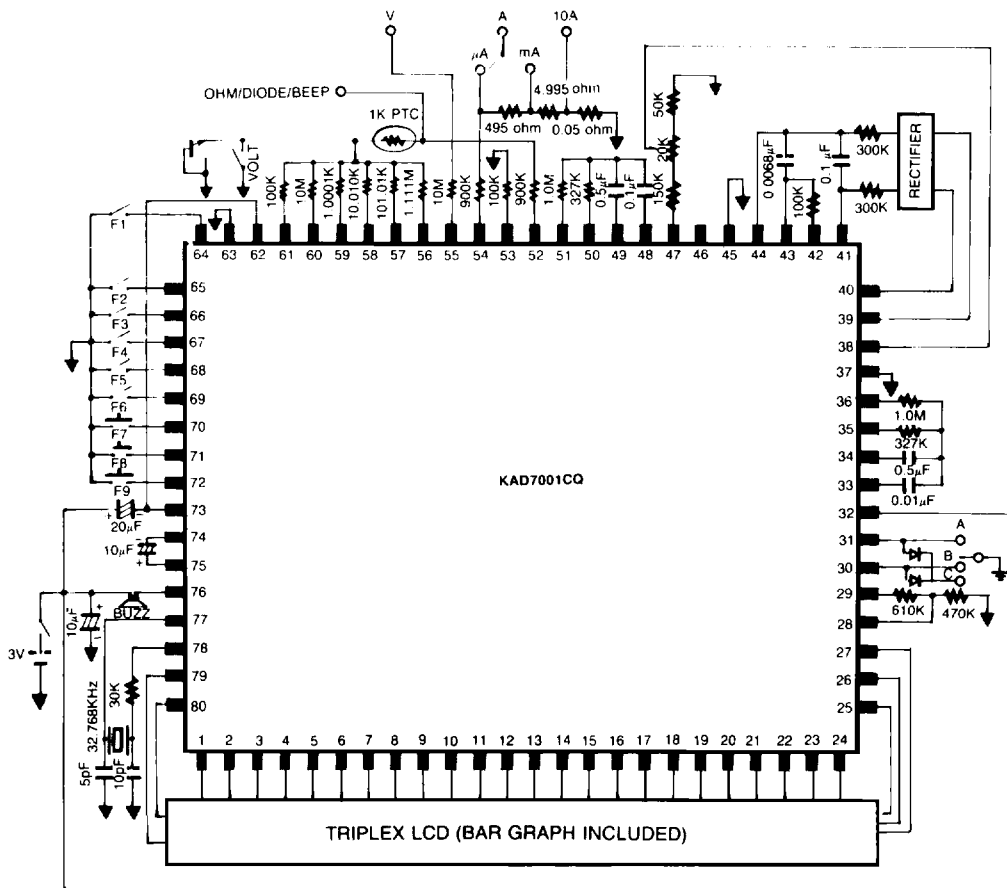 V
A
10A
µA
mA
4.995 ohm
OHM/DIODE/BEEP
1K PTC
495 ohm
0.05 ohm
50K
20K
150K
VOLT
100K
10M
1.0001K
10.010K
101.01K
1.111M
10M
900K
100K
900K
1.0M
327K
0.5µF
0.1µF
0.0068µF
100K
0.1 µF
300K
300K
RECTIFIER
F1
64 63 62 61 60 59 58 57 56 55 54 53 52 51 50 49 48 47 46 45 44 43 42 41
F2
65
F3
66
F4
67
F5
68
F6
69
F7
70
F8
71
F9
72
73
20µF
74
10µF
75
76
BUZZ
77
10µF
78
3V
79
30K
80
32.768KHz
5pF
10pF
KAD7001CQ
40
39
38
37
36
1.0M
35
327K
34
0.5µF
33
0.01µF
32
31
A
B
30
C
29
610K
470K
28
27
26
25
1 2 3 4 5 6 7 8 9 10 11 12 13 14 15 16 17 18 19 20 21 22 23 24
TRIPLEX LCD (BAR GRAPH INCLUDED)